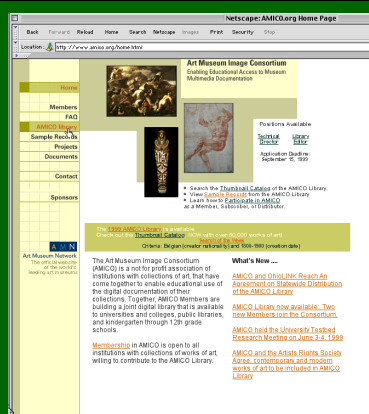 Netscape: AMICO.org Home Page
Back Forward Reload Home Search Netscape Images Print Security Stop
Location: http://www.amico.org/home.html
Home
Members
FAQ
AMICO library
Sample Records
Projects
Documents
Contact
Sponsors
A M N
Art Museum Network
The official website
of the world's
leading art museums
Art Museum Image Consortium
Enabling Educational Access to Museum
Multimedia Documentation
Positions Available
Technical Director
Library Editor
Application Deadline:
September 15, 1999
Search the Thumbnail Catalog of the AMICO Library.
View Sample Records from the AMICO Library.
Learn how to Participate in AMICO
as a Member, Subscriber, or Distributor.
The 1999 AMICO Library is available
Check out the Thumbnail Catalog, NOW with over 50,000 works of art!
Search of the Week
Criteria: Belgium (creator nationality) and 1800-1890 (creation date)
The Art Museum Image Consortium
(AMICO) is a not for profit association of
institutions with collections of art, that have
come together to enable educational use of
the digital documentation of their
collections. Together, AMICO Members are
building a joint digital library that is available
to universities and colleges, public libraries,
and kindergarten through 12th grade
schools.
Membership in AMICO is open to all
institutions with collections of works of art,
willing to contribute to the AMICO Library.
What's New ....
AMICO and OhioLINK Reach An
Agreement on Statewide Distribution
of the AMICO Library
AMICO Library now available: Two
new Members join the Consortium.
AMICO held the University Testbed
Research Meeting on June 3-4, 1999
AMICO and the Artists Rights Society
Agree: contemporary and modern
works of art to be included in AMICO
Library